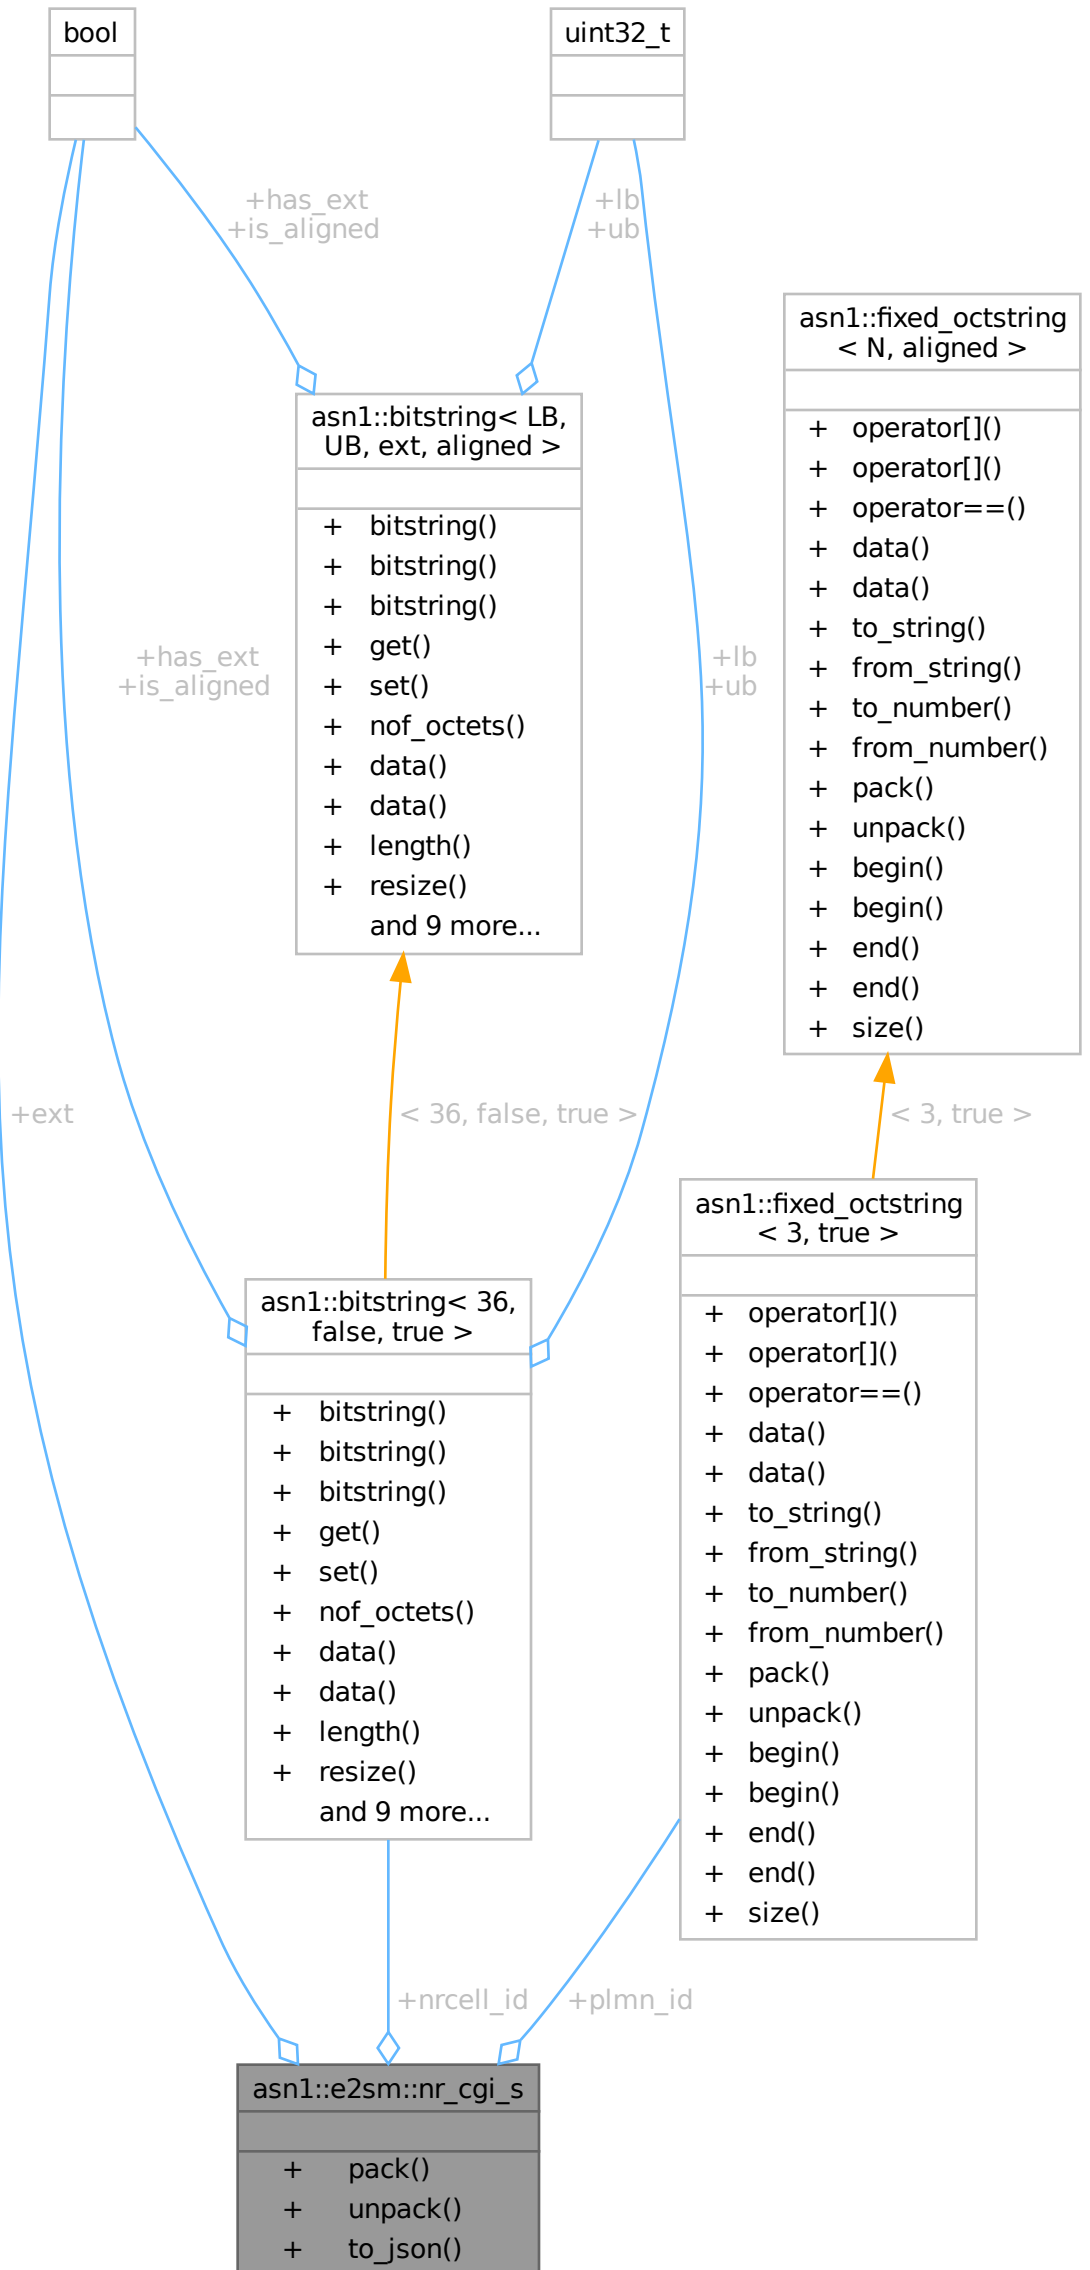 bool
uint32_t
+has_ext
+is_aligned
+lb
+ub
asn1::fixed_octstring
< N, aligned >
+ operator[]()
+ operator[]()
+ operator==()
+ data()
+ data()
+ to_string()
+ from_string()
+ to_number()
+ from_number()
+ pack()
+ unpack()
+ begin()
+ begin()
+ end()
+ end()
+ size()
asn1::bitstring< LB,
UB, ext, aligned >
+ bitstring()
+ bitstring()
+ bitstring()
+ get()
+ set()
+ nof_octets()
+ data()
+ data()
+ length()
+ resize()
and 9 more...
+has_ext
+is_aligned
+lb
+ub
+ext
< 36, false, true >
< 3, true >
asn1::fixed_octstring
< 3, true >
+ operator[]()
+ operator[]()
+ operator==()
+ data()
+ data()
+ to_string()
+ from_string()
+ to_number()
+ from_number()
+ pack()
+ unpack()
+ begin()
+ begin()
+ end()
+ end()
+ size()
asn1::bitstring< 36,
false, true >
+ bitstring()
+ bitstring()
+ bitstring()
+ get()
+ set()
+ nof_octets()
+ data()
+ data()
+ length()
+ resize()
and 9 more...
+nrcell_id
+plmn_id
asn1::e2sm::nr_cgi_s
+ pack()
+ unpack()
+ to_json()